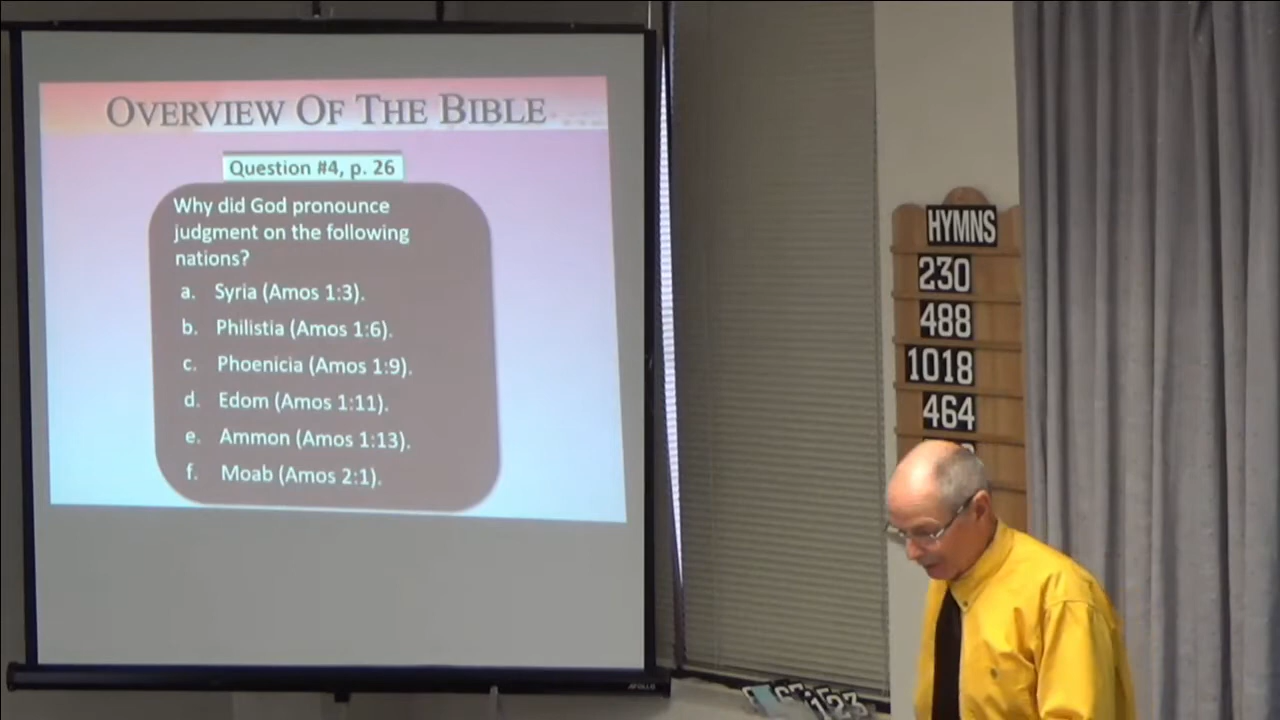 OVERVIEW OF THE BIBLE
Question #4, p. 26
Why did God pronounce
judgment on the following
nations?
a. Syria (Amos 1:3).
b. Philistia (Amos 1:6).
c. Phoenicia (Amos 1:9).
d. Edom (Amos 1:11).
e. Ammon (Amos 1:13).
f. Moab (Amos 2:1).
APOLLO
HYMNS
230
488
1018
464